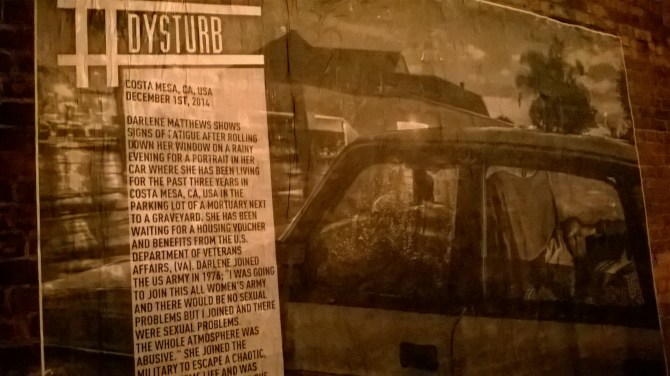 #DYSTURB
COSTA MESA, CA, USA
DECEMBER 1ST, 2014
DARLENE MATTHEWS SHOWS
SIGNS OF FATIGUE AFTER ROLLING
DOWN HER WINDOW ON A RAINY
EVENING FOR A PORTRAIT IN HER
CAR WHERE SHE HAS BEEN LIVING
FOR THE PAST THREE YEARS IN
COSTA MESA, CA, USA IN THE
PARKING LOT OF A MORTUARY NEXT
TO A GRAVEYARD. SHE HAS BEEN
WAITING FOR A HOUSING VOUCHER
AND BENEFITS FROM THE U.S.
DEPARTMENT OF VETERANS
AFFAIRS, (VA). DARLENE JOINED
THE US ARMY IN 1976; "I WAS GOING
TO JOIN THIS ALL WOMEN'S ARMY
AND THERE WOULD BE NO SEXUAL
PROBLEMS BUT I JOINED AND THERE
WERE SEXUAL PROBLEMS.
THE WHOLE ATMOSPHERE WAS
ABUSIVE." SHE JOINED THE
MILITARY TO ESCAPE A CHAOTIC,
LIFE AND WAS